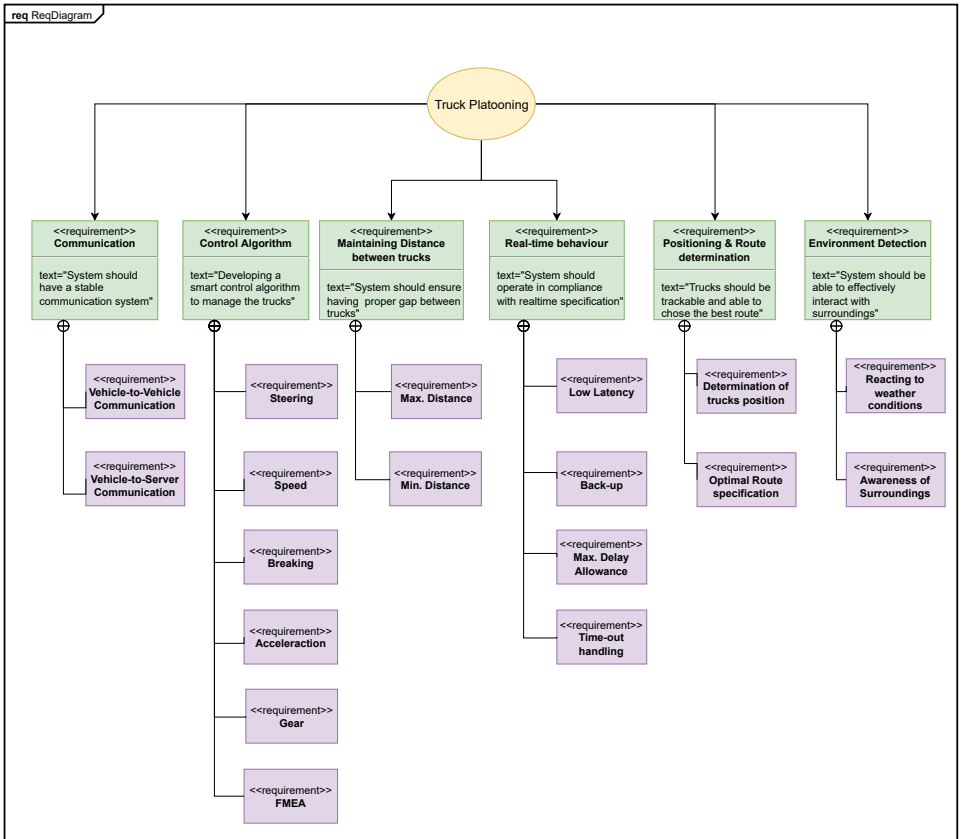 req ReqDiagram
Truck Platooning
<<requirement>>
Communication
text="System should
have a stable
communication system"
<<requirement>>
Control Algorithm
text="Developing a
smart control algorithm
to manage the trucks"
<<requirement>>
Maintaining Distance
between trucks
text="System should ensure
having proper gap between
trucks"
<<requirement>>
Real-time behaviour
text="System should
operate in compliance
with realtime specification"
<<requirement>>
Positioning & Route
determination
text="Trucks should be
trackable and able to
chose the best route"
<<requirement>>
Environment Detection
text="System should be
able to effectively
interact with
surroundings"
<<requirement>>
Vehicle-to-Vehicle
Communication
<<requirement>>
Vehicle-to-Server
Communication
<<requirement>>
Steering
<<requirement>>
Speed
<<requirement>>
Breaking
<<requirement>>
Acceleraction
<<requirement>>
Gear
<<requirement>>
FMEA
<<requirement>>
Max. Distance
<<requirement>>
Min. Distance
<<requirement>>
Low Latency
<<requirement>>
Back-up
<<requirement>>
Max. Delay
Allowance
<<requirement>>
Time-out
handling
<<requirement>>
Determination of
trucks position
<<requirement>>
Optimal Route
specification
<<requirement>>
Reacting to
weather
conditions
<<requirement>>
Awareness of
Surroundings